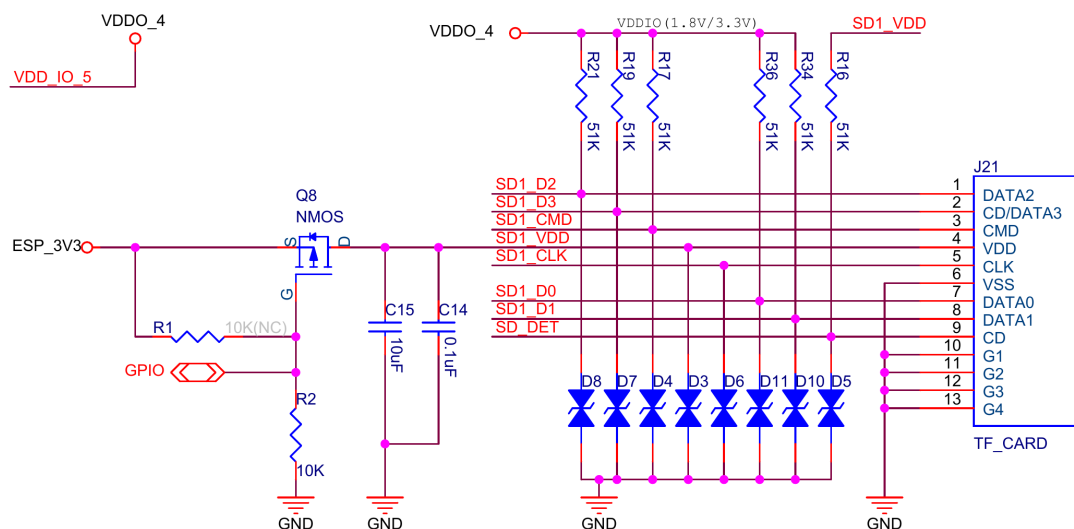 VDDO_4
VDD_IO_5
VDDO_4
VDDIO(1.8V/3.3V)
SD1_VDD
R21
R19
R17
R36
R34
R16
51K
51K
51K
51K
51K
51K
J21
SD1_D2
1
DATA2
SD1_D3
2
CD/DATA3
SD1_CMD
3
CMD
SD1_VDD
4
VDD
SD1_CLK
5
CLK
6
VSS
SD1_D0
7
DATA0
SD1_D1
8
DATA1
SD_DET
9
CD
10
G1
11
G2
12
G3
13
G4
TF_CARD
Q8
NMOS
ESP_3V3
S
D
G
R1
10K(NC)
GPIO
R2
10K
C15
10uF
C14
0.1uF
D8
D7
D4
D3
D6
D11
D10
D5
GND
GND
GND
GND